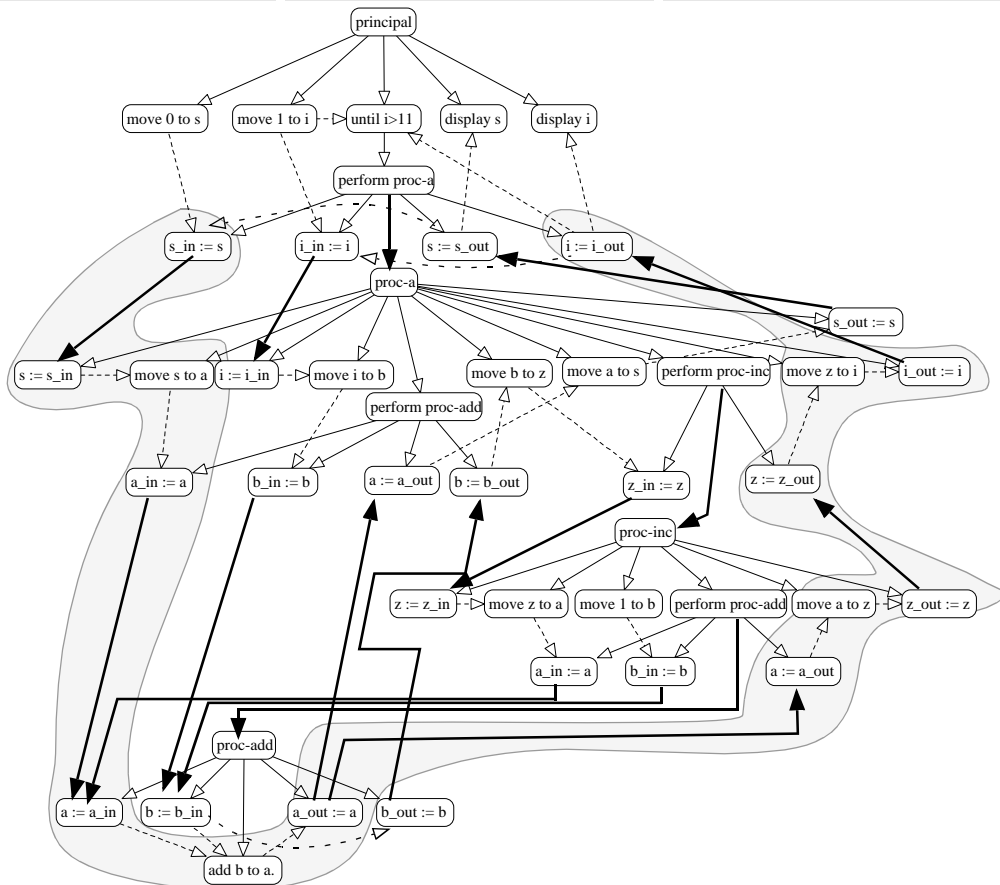 principal
move 0 to s
move 1 to i
until i>11
display s
display i
perform proc-a
s_in := s
i_in := i
s := s_out
i := i_out
proc-a
s_out := s
s := s_in
move s to a
i := i_in
move i to b
move b to z
move a to s
perform proc-inc
move z to i
i_out := i
perform proc-add
a_in := a
b_in := b
a := a_out
b := b_out
z_in := z
z := z_out
proc-inc
z := z_in
move z to a
move 1 to b
perform proc-add
move a to z
z_out := z
a_in := a
b_in := b
a := a_out
proc-add
a := a_in
b := b_in
a_out := a
b_out := b
add b to a.